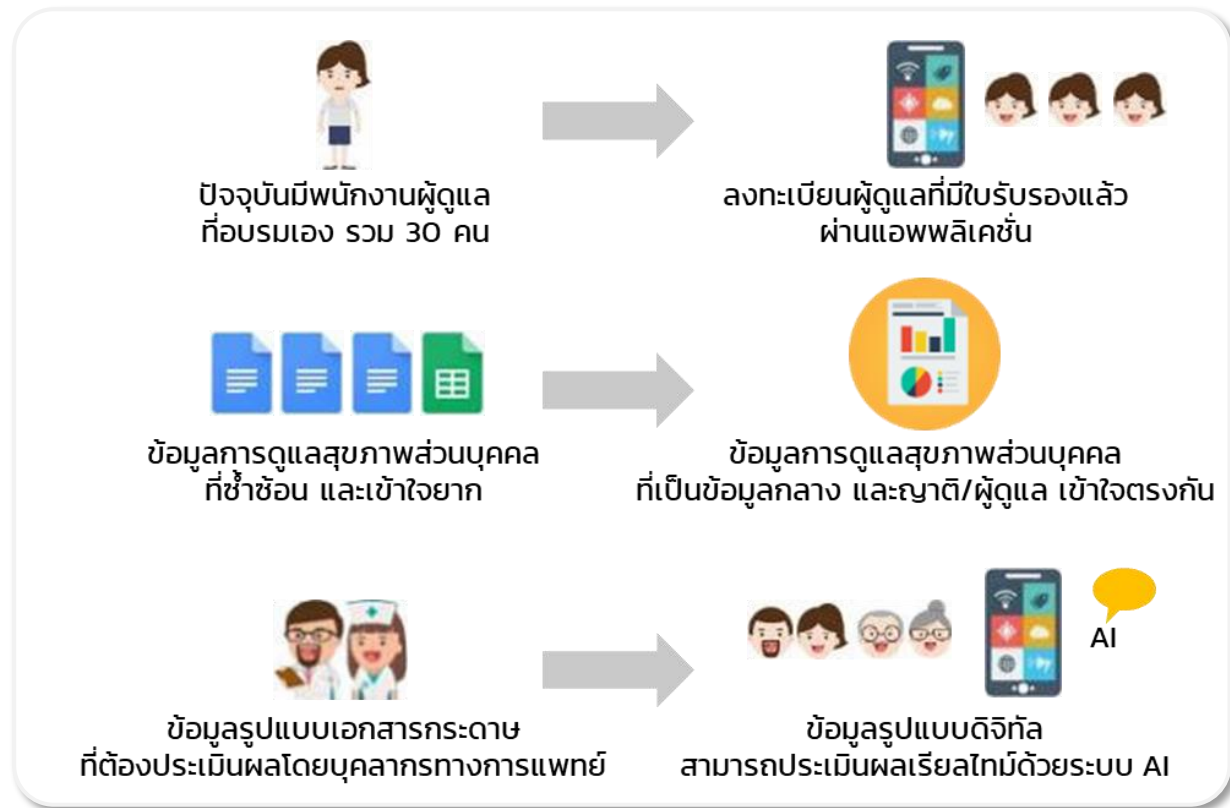 ปัจจุบันมีพนักงานผู้ดูแล
ที่อบรมเอง รวม 30 คน
ลงทะเบียนผู้ดูแลที่มีใบรับรองแล้ว
ผ่านแอพพลิเคชั่น
ข้อมูลการดูแลสุขภาพส่วนบุคคล
ที่ซ้ำซ้อน และเข้าใจยาก
ข้อมูลการดูแลสุขภาพส่วนบุคคล
ที่เป็นข้อมูลกลาง และญาติ/ผู้ดูแล เข้าใจตรงกัน
AI
ข้อมูลรูปแบบเอกสารกระดาษ
ที่ต้องประเมินผลโดยบุคลากรทางการแพทย์
ข้อมูลรูปแบบดิจิทัล
สามารถประเมินผลเรียลไทม์ด้วยระบบ AI